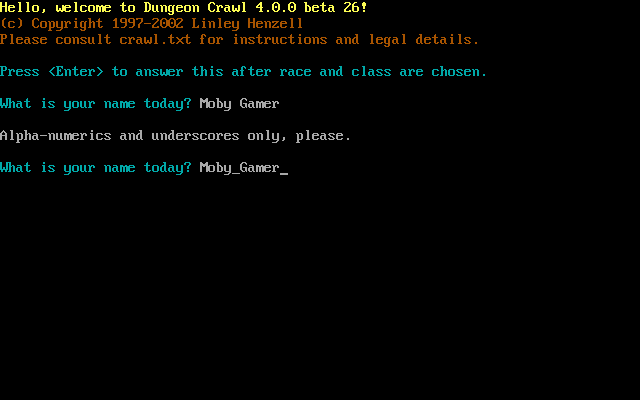 Hello, welcome to Dungeon Crawl 4.0.0 beta 26!
(c) Copyright 1997-2002 Linley Henzell
Please consult crawl.txt for instructions and legal details.
Press <Enter> to answer this after race and class are chosen.
What is your name today? Moby Gamer
Alpha-numerics and underscores only, please.
What is your name today? Moby_Gamer_